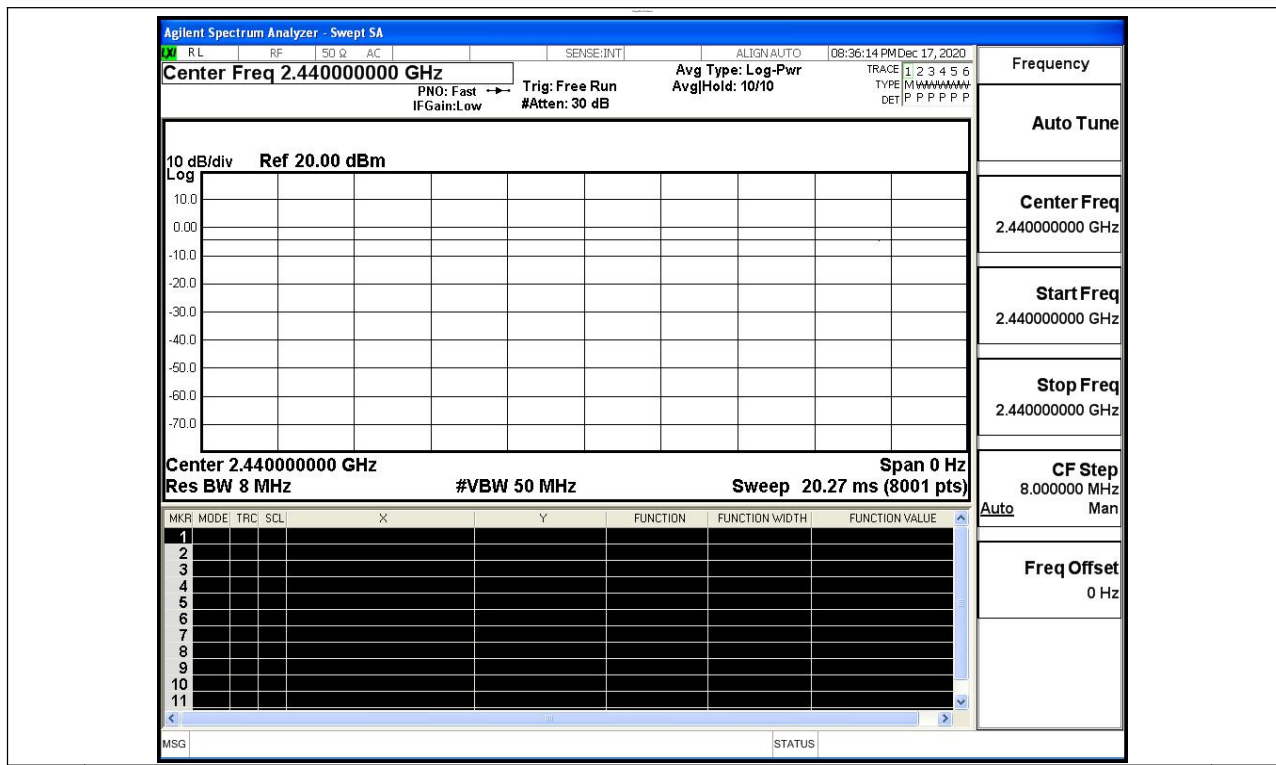 Agilent Spectrum Analyzer - Swept SA
LXI RL RF 50 Ω AC SENSE:INT ALIGN AUTO 08:36:14 PM Dec 17, 2020
Center Freq 2.440000000 GHz
PNO: Fast
IFGain:Low
Trig: Free Run
#Atten: 30 dB
Avg Type: Log-Pwr
Avg|Hold: 10/10
TRACE 1 2 3 4 5 6
TYPE M WWWWW
DET P P P P P P
10 dB/div Ref 20.00 dBm
Log
10.0
0.00
-10.0
-20.0
-30.0
-40.0
-50.0
-60.0
-70.0
Center 2.440000000 GHz Span 0 Hz
Res BW 8 MHz #VBW 50 MHz Sweep 20.27 ms (8001 pts)
MKR MODE TRC SCL X Y FUNCTION FUNCTION WIDTH FUNCTION VALUE
1
2
3
4
5
6
7
8
9
10
11
MSG STATUS
Frequency
Auto Tune
Center Freq
2.440000000 GHz
Start Freq
2.440000000 GHz
Stop Freq
2.440000000 GHz
CF Step
8.000000 MHz
Auto Man
Freq Offset
0 Hz